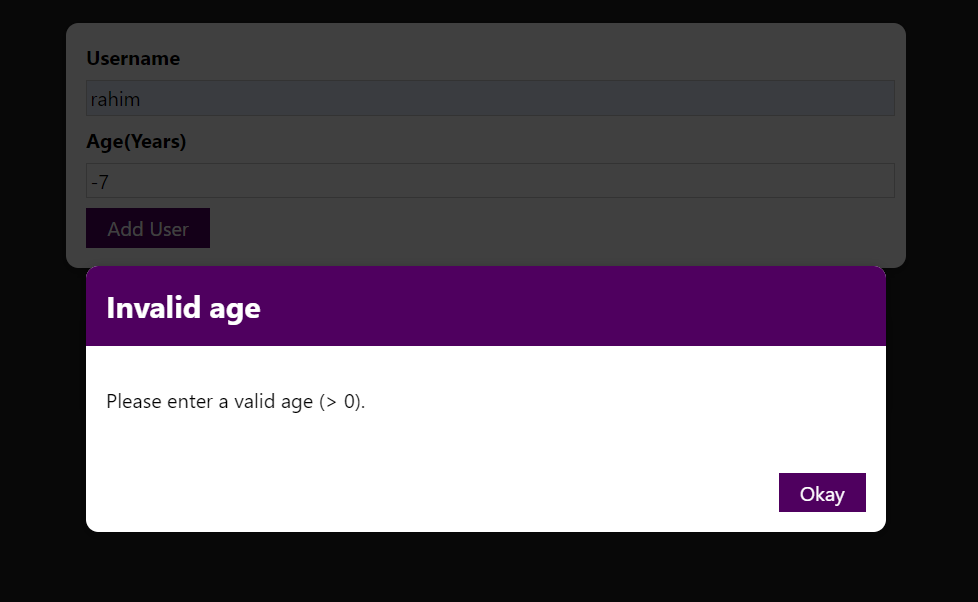 Username
rahim
Age(Years)
-7
Add User
Invalid age
Please enter a valid age (> 0).
Okay